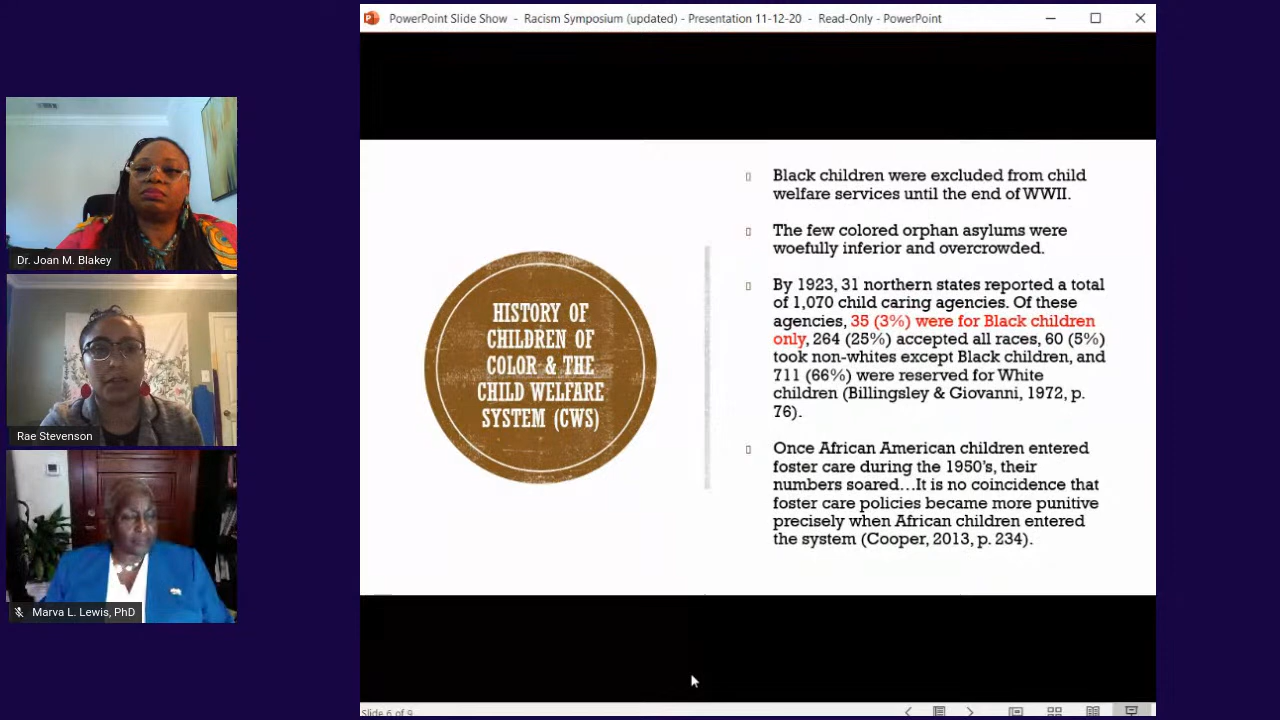 PowerPoint Slide Show - Racism Symposium (updated) - Presentation 11-12-20 - Read-Only - PowerPoint
Dr. Joan M. Blakey
Rae Stevenson
Marva L. Lewis, PhD
HISTORY OF
CHILDREN OF
COLOR & THE
CHILD WELFARE
SYSTEM (CWS)
Black children were excluded from child
welfare services until the end of WWII.
The few colored orphan asylums were
woefully inferior and overcrowded.
By 1923, 31 northern states reported a total
of 1,070 child caring agencies. Of these
agencies, 35 (3%) were for Black children
only, 264 (25%) accepted all races, 60 (5%)
took non-whites except Black children, and
711 (66%) were reserved for White
children (Billingsley & Giovanni, 1972, p.
76).
Once African American children entered
foster care during the 1950's, their
numbers soared...It is no coincidence that
foster care policies became more punitive
precisely when African children entered
the system (Cooper, 2013, p. 234).
Slide 6 of 9